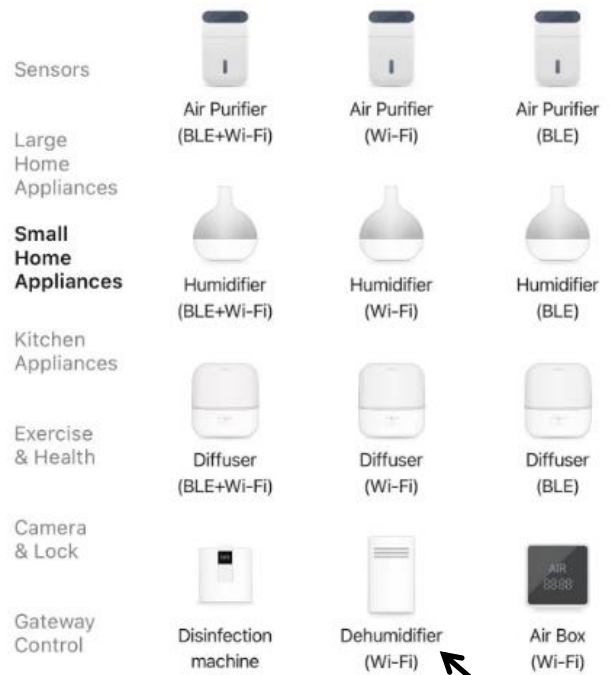 Sensors
Large
Home
Appliances
Small
Home
Appliances
Kitchen
Appliances
Exercise
& Health
Camera
& Lock
Gateway
Control
Air Purifier
(BLE+Wi-Fi)
Air Purifier
(Wi-Fi)
Air Purifier
(BLE)
Humidifier
(BLE+Wi-Fi)
Humidifier
(Wi-Fi)
Humidifier
(BLE)
Diffuser
(BLE+Wi-Fi)
Diffuser
(Wi-Fi)
Diffuser
(BLE)
Disinfection
machine
Dehumidifier
(Wi-Fi)
AIR
8888
Air Box
(Wi-Fi)